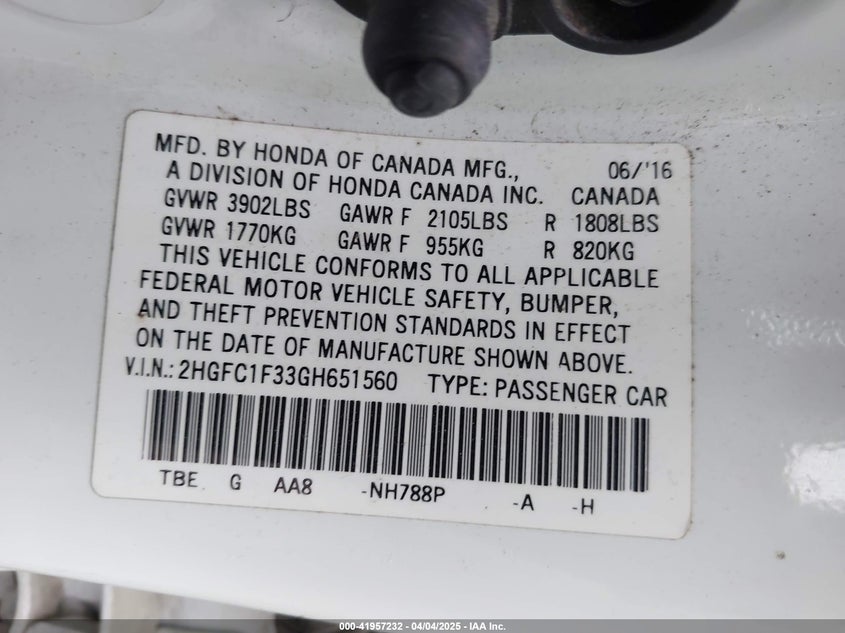 MFD. BY HONDA OF CANADA MFG., 06/'16
A DIVISION OF HONDA CANADA INC. CANADA
GVWR 3902LBS GAWR F 2105LBS R 1808LBS
GVWR 1770KG GAWR F 955KG R 820KG
THIS VEHICLE CONFORMS TO ALL APPLICABLE
FEDERAL MOTOR VEHICLE SAFETY, BUMPER,
AND THEFT PREVENTION STANDARDS IN EFFECT
ON THE DATE OF MANUFACTURE SHOWN ABOVE.
V.I.N.: 2HGFC1F33GH651560 TYPE: PASSENGER CAR
TBE G AA8 -NH788P -A -H
000-41957232 - 04/04/2025 - IAA Inc.